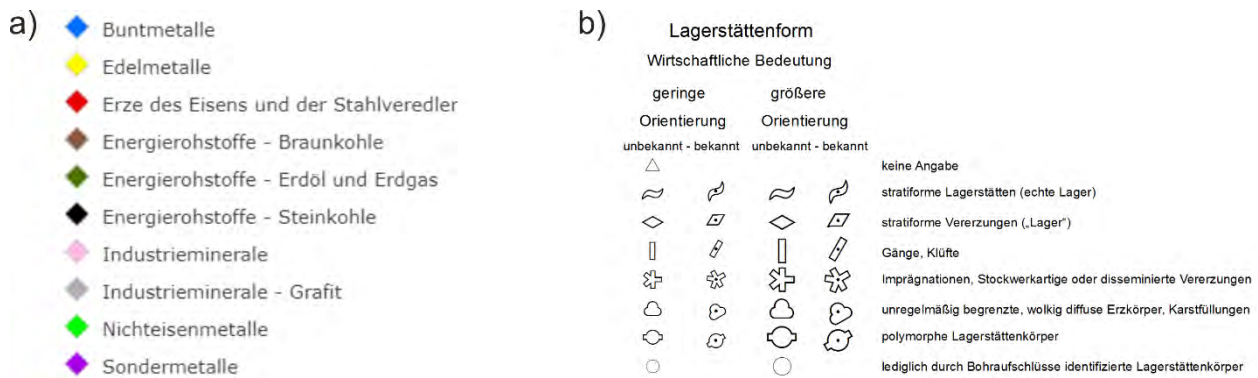 a)
Buntmetalle
Edelmetalle
Erze des Eisens und der Stahlveredler
Energierohstoffe - Braunkohle
Energierohstoffe - Erdöl und Erdgas
Energierohstoffe - Steinkohle
Industrieminerale
Industrieminerale - Grafit
Nichteisenmetalle
Sondermetalle
b)
Lagerstättenform
Wirtschaftliche Bedeutung
geringe größere
Orientierung Orientierung
unbekannt - bekannt unbekannt - bekannt
keine Angabe
stratiforme Lagerstätten (echte Lager)
stratiforme Vererzungen („Lager“)
Gänge, Klüfte
Imprägnationen, Stockwerkartige oder disseminierte Vererzungen
unregelmäßig begrenzte, wolkig diffuse Erzkörper, Karstfüllungen
polymorphe Lagerstättenkörper
lediglich durch Bohraufschlüsse identifizierte Lagerstättenkörper